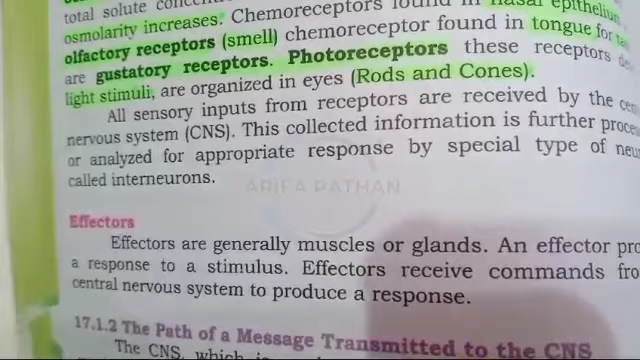 total solute
osmolarity increases. Chemoreceptors found in nasal
olfactory receptors (smell) chemoreceptor found in tongue for
are gustatory receptors. Photoreceptors these receptors
light stimuli, are organized in eyes (Rods and Cones).
All sensory inputs from receptors are received by the
nervous system (CNS). This collected information is further
or analyzed for appropriate response by special type of
called interneurons.
ARIFA PATHAN
Effectors
Effectors are generally muscles or glands. An effector
a response to a stimulus. Effectors receive commands
central nervous system to produce a response.
17.1.2 The Path of a Message Transmitted to the CNS
The CNS, which is